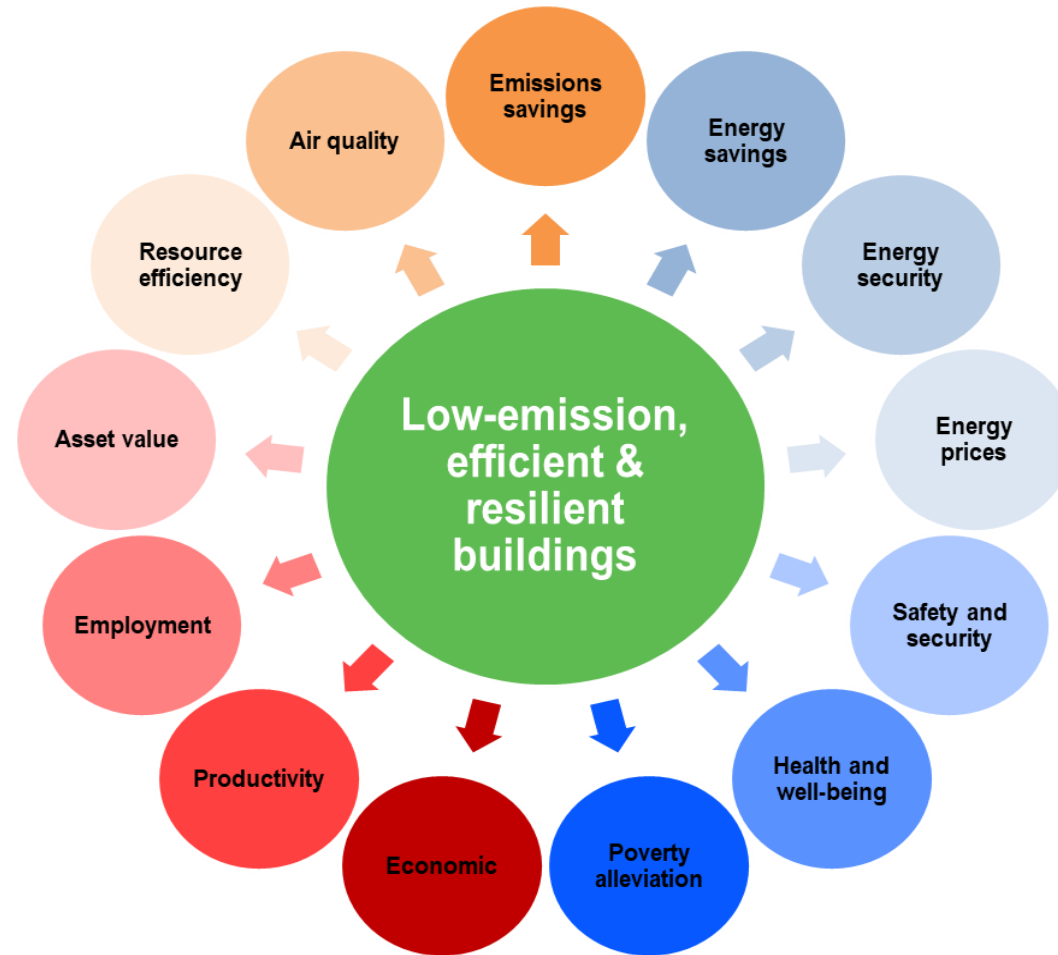 Emissions
savings
Energy
savings
Energy
security
Energy
prices
Safety and
security
Health and
well-being
Poverty
alleviation
Economic
Productivity
Employment
Asset value
Resource
efficiency
Air quality
Low-emission,
efficient &
resilient
buildings